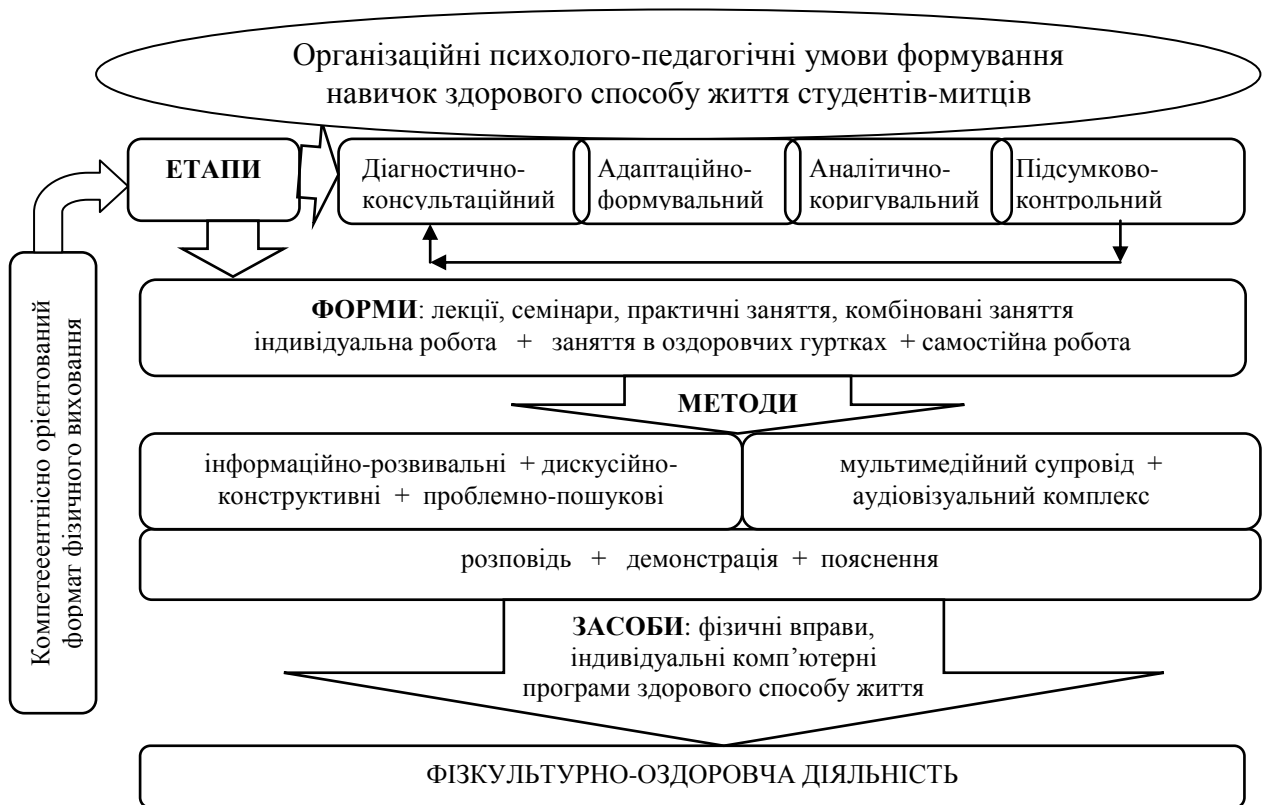 Організаційні психолого-педагогічні умови формування
навичок здорового способу життя студентів-митців
ЕТАПИ
Діагностично-
консультаційний
Адаптаційно-
формувальний
Аналітично-
коригувальний
Підсумково-
контрольний
Компетеентнісно орієнтований
формат фізичного виховання
ФОРМИ: лекції, семінари, практичні заняття, комбіновані заняття
індивідуальна робота + заняття в оздоровчих гуртках + самостійна робота
МЕТОДИ
інформаційно-розвивальні + дискусійно-
конструктивні + проблемно-пошукові
мультимедійний супровід +
аудіовізуальний комплекс
розповідь + демонстрація + пояснення
ЗАСОБИ: фізичні вправи,
індивідуальні комп’ютерні
програми здорового способу життя
ФІЗКУЛЬТУРНО-ОЗДОРОВЧА ДІЯЛЬНІСТЬ